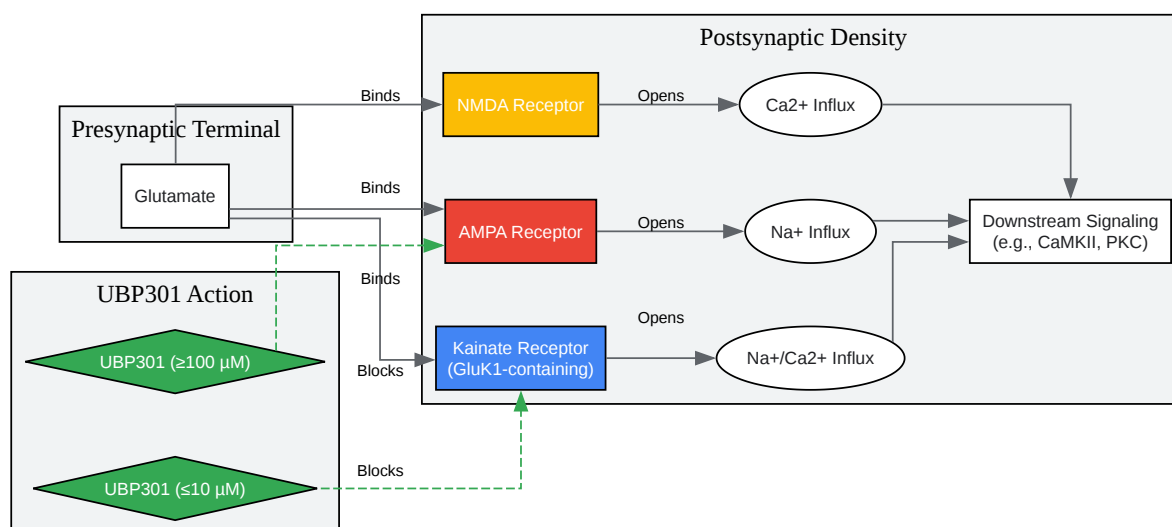 Postsynaptic Density
Binds
NMDA Receptor
Opens
Ca2+ Influx
Presynaptic Terminal
Glutamate
Binds
AMPA Receptor
Opens
Na+ Influx
Downstream Signaling
(e.g., CaMKII, PKC)
Binds
UBP301 Action
Opens
UBP301 (≥100 µM)
Blocks
Kainate Receptor
(GluK1-containing)
Na+/Ca2+ Influx
Blocks
UBP301 (≤10 µM)